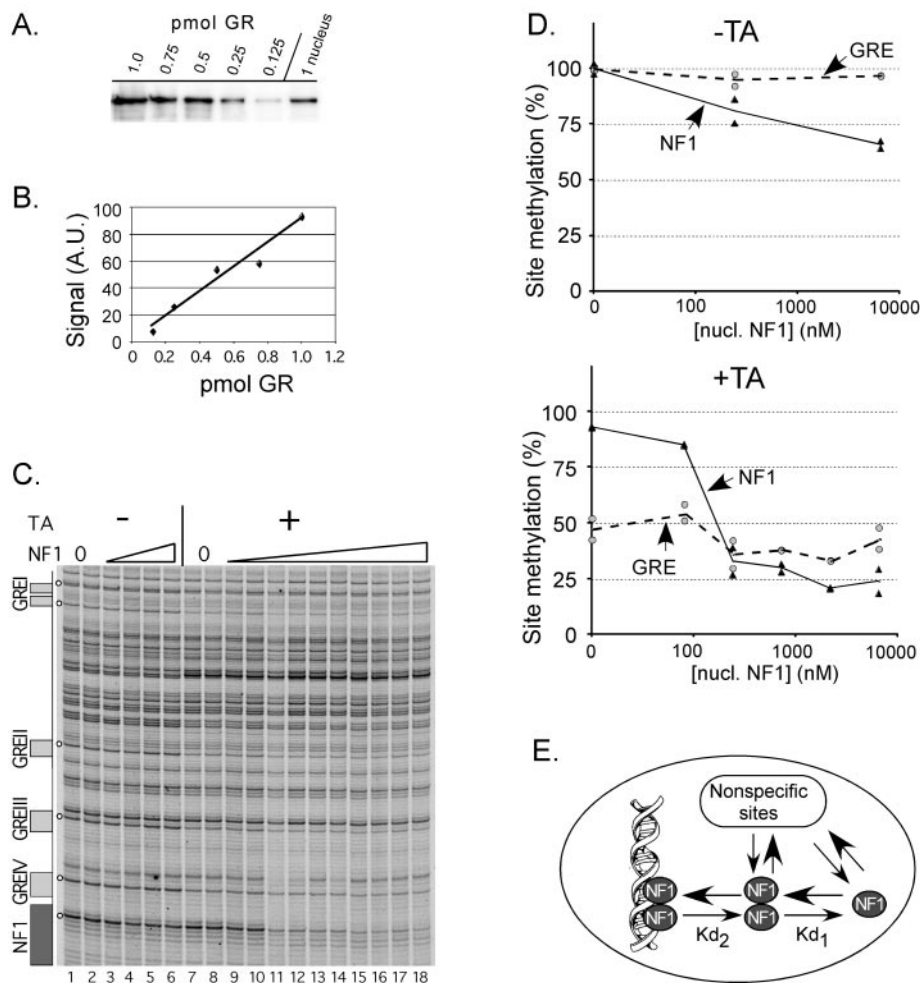 A.
pmol GR
1.0 0.75 0.5 0.25 0.125 1 nucleus
B.
Signal (A.U.)
100
80
60
40
20
0
0 0.2 0.4 0.6 0.8 1.0 1.2
pmol GR
C.
TA - +
NF1 0 0
GREI
GREII
GREIII
GREIV
NF1
1 2 3 4 5 6 7 8 9 10 11 12 13 14 15 16 17 18
D.
-TA
GRE
NF1
Site methylation (%)
100
75
50
25
0
0 100 1000 10000
[nucl. NF1] (nM)
+TA
NF1
GRE
Site methylation (%)
100
75
50
25
0
0 100 1000 10000
[nucl. NF1] (nM)
E.
Nonspecific
sites
NF1 NF1 NF1
NF1 NF1
Kd2 Kd1